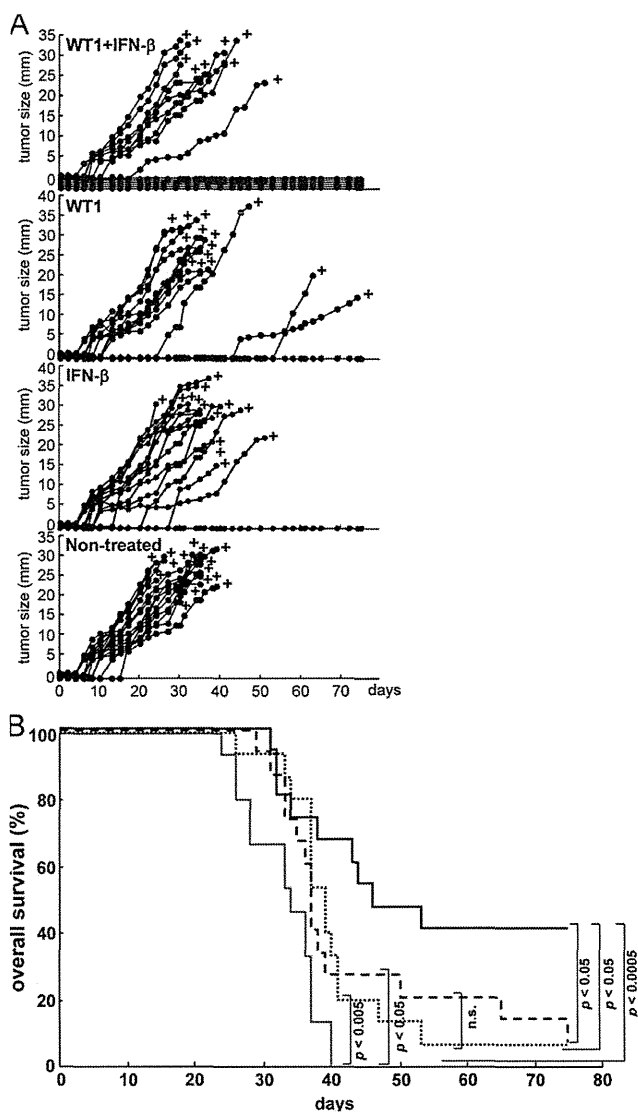 A
WT1+IFN-β
35
30
25
20
15
10
5
0
tumor size (mm)
WT1
40
35
30
25
20
15
10
5
0
tumor size (mm)
IFN-β
40
35
30
25
20
15
10
5
0
tumor size (mm)
Non-treated
35
30
25
20
15
10
5
0
tumor size (mm)
0 10 20 30 40 50 60 70 days
B
100
80
60
40
20
0
overall survival (%)
p < 0.005
p < 0.05
n.s.
p < 0.05
p < 0.05
p < 0.0005
0 10 20 30 40 50 60 70 80
days